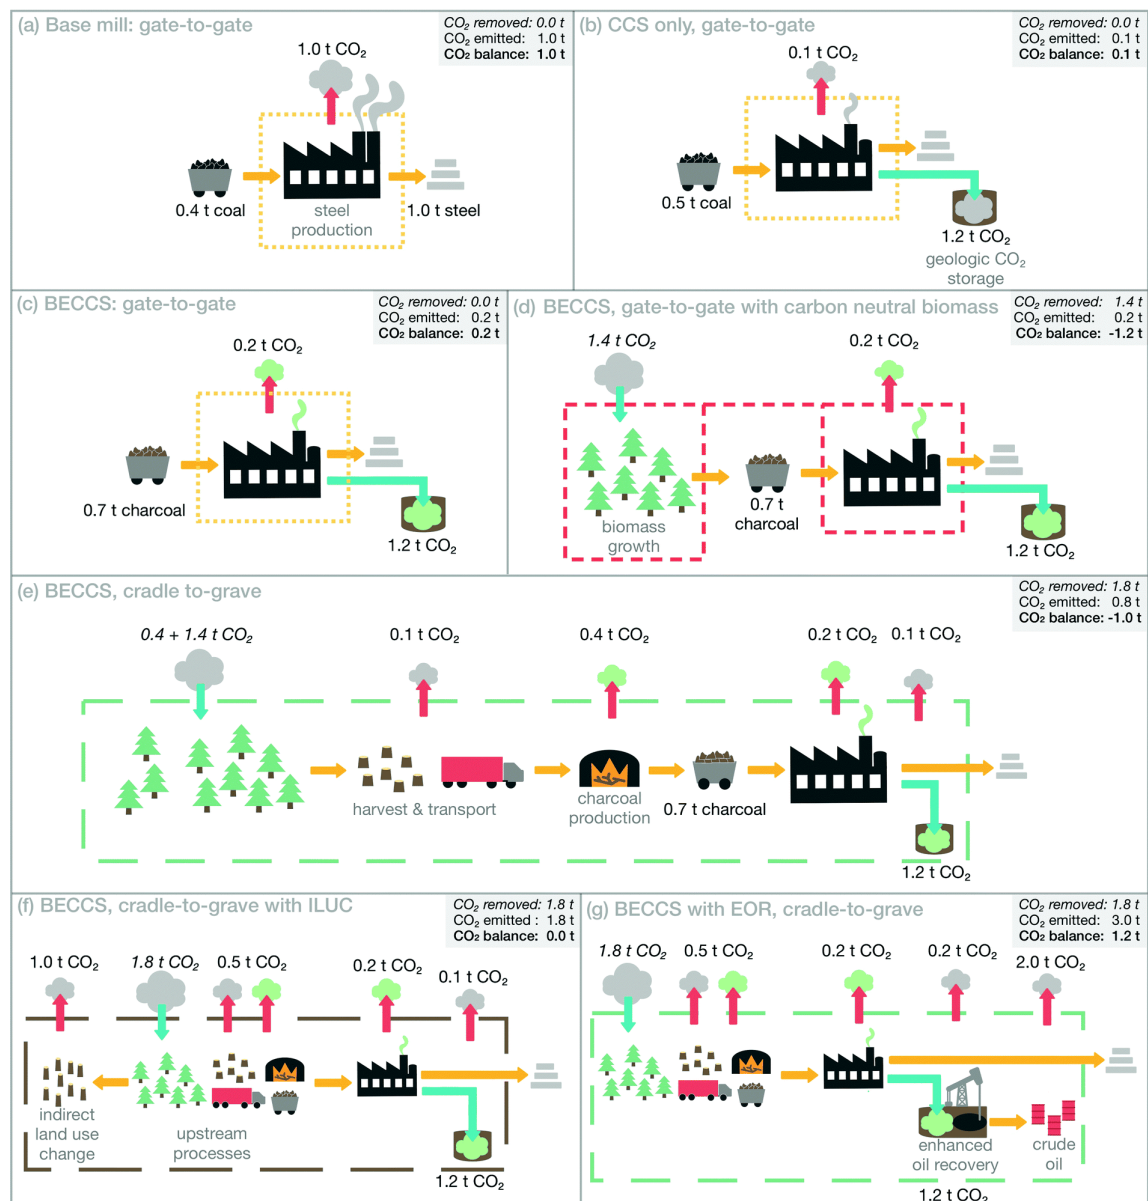 (a) Base mill: gate-to-gate
CO₂ removed: 0.0 t
CO₂ emitted: 1.0 t
CO₂ balance: 1.0 t
1.0 t CO₂
0.4 t coal
steel
production
1.0 t steel
(b) CCS only, gate-to-gate
CO₂ removed: 0.0 t
CO₂ emitted: 0.1 t
CO₂ balance: 0.1 t
0.1 t CO₂
0.5 t coal
1.2 t CO₂
geologic CO₂
storage
(c) BECCS: gate-to-gate
CO₂ removed: 0.0 t
CO₂ emitted: 0.2 t
CO₂ balance: 0.2 t
0.2 t CO₂
0.7 t charcoal
1.2 t CO₂
(d) BECCS, gate-to-gate with carbon neutral biomass
CO₂ removed: 1.4 t
CO₂ emitted: 0.2 t
CO₂ balance: -1.2 t
1.4 t CO₂
0.2 t CO₂
biomass
growth
0.7 t
charcoal
1.2 t CO₂
(e) BECCS, cradle to-grave
CO₂ removed: 1.8 t
CO₂ emitted: 0.8 t
CO₂ balance: -1.0 t
0.4 + 1.4 t CO₂
0.1 t CO₂
0.4 t CO₂
0.2 t CO₂
0.1 t CO₂
harvest & transport
charcoal
production
0.7 t charcoal
1.2 t CO₂
(f) BECCS, cradle-to-grave with ILUC
CO₂ removed: 1.8 t
CO₂ emitted : 1.8 t
CO₂ balance: 0.0 t
1.0 t CO₂
1.8 t CO₂
0.5 t CO₂
0.2 t CO₂
0.1 t CO₂
indirect
land use
change
upstream
processes
1.2 t CO₂
(g) BECCS with EOR, cradle-to-grave
CO₂ removed: 1.8 t
CO₂ emitted: 3.0 t
CO₂ balance: 1.2 t
1.8 t CO₂
0.5 t CO₂
0.2 t CO₂
0.2 t CO₂
2.0 t CO₂
enhanced
oil recovery
crude
oil
1.2 t CO₂